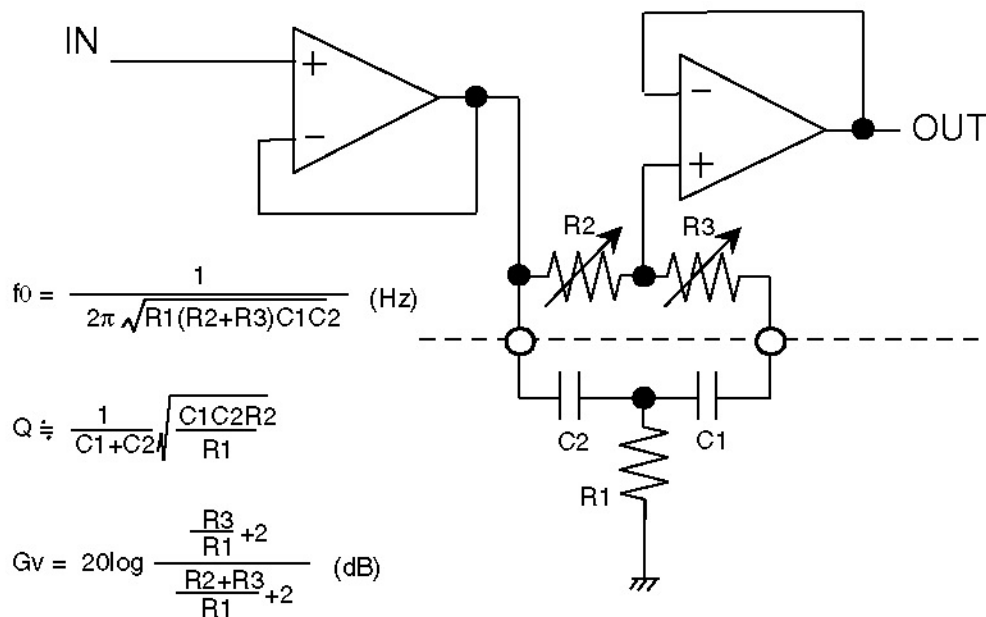 IN
+
−
−
+
OUT
R2
R3
f0 = 1 / 2π√R1(R2+R3)C1C2 (Hz)
C2
C1
R1
Q ≒ 1 / C1+C2 √C1C2R2 / R1
Gv = 20log R3/R1 +2 / R2+R3/R1 +2 (dB)